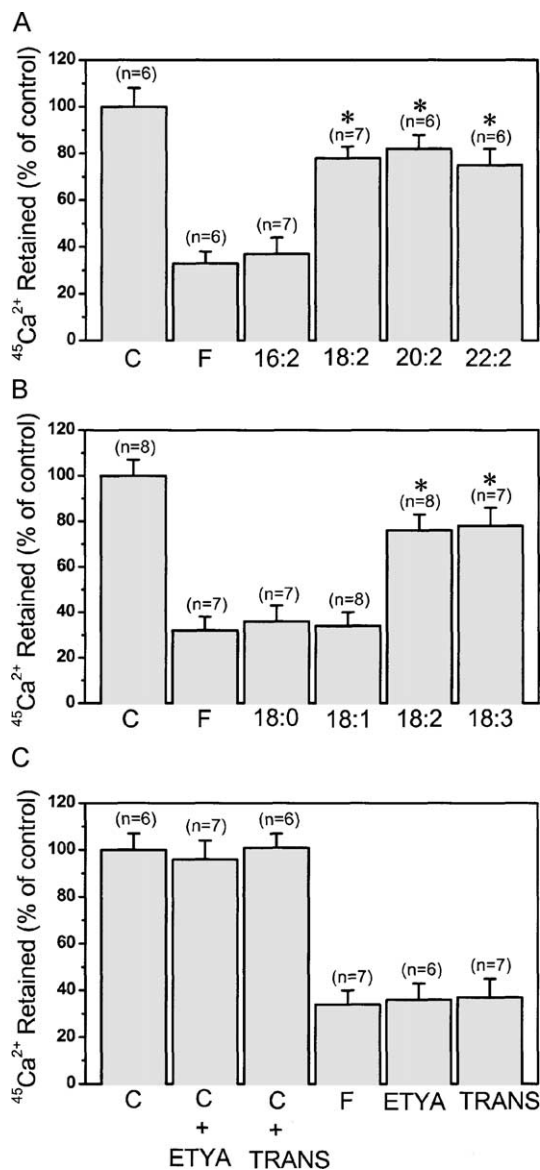 A
⁴⁵Ca²⁺ Retained (% of control)
120
100
80
60
40
20
0
(n=6)
(n=6)
(n=7)
*
(n=7)
*
(n=6)
*
(n=6)
C F 16:2 18:2 20:2 22:2
B
⁴⁵Ca²⁺ Retained (% of control)
120
100
80
60
40
20
0
(n=8)
(n=7)
(n=7)
(n=8)
*
(n=8)
*
(n=7)
C F 18:0 18:1 18:2 18:3
C
⁴⁵Ca²⁺ Retained (% of control)
120
100
80
60
40
20
0
(n=6)
(n=7)
(n=6)
(n=7)
(n=6)
(n=7)
C C C F ETYA TRANS
+ +
ETYA TRANS